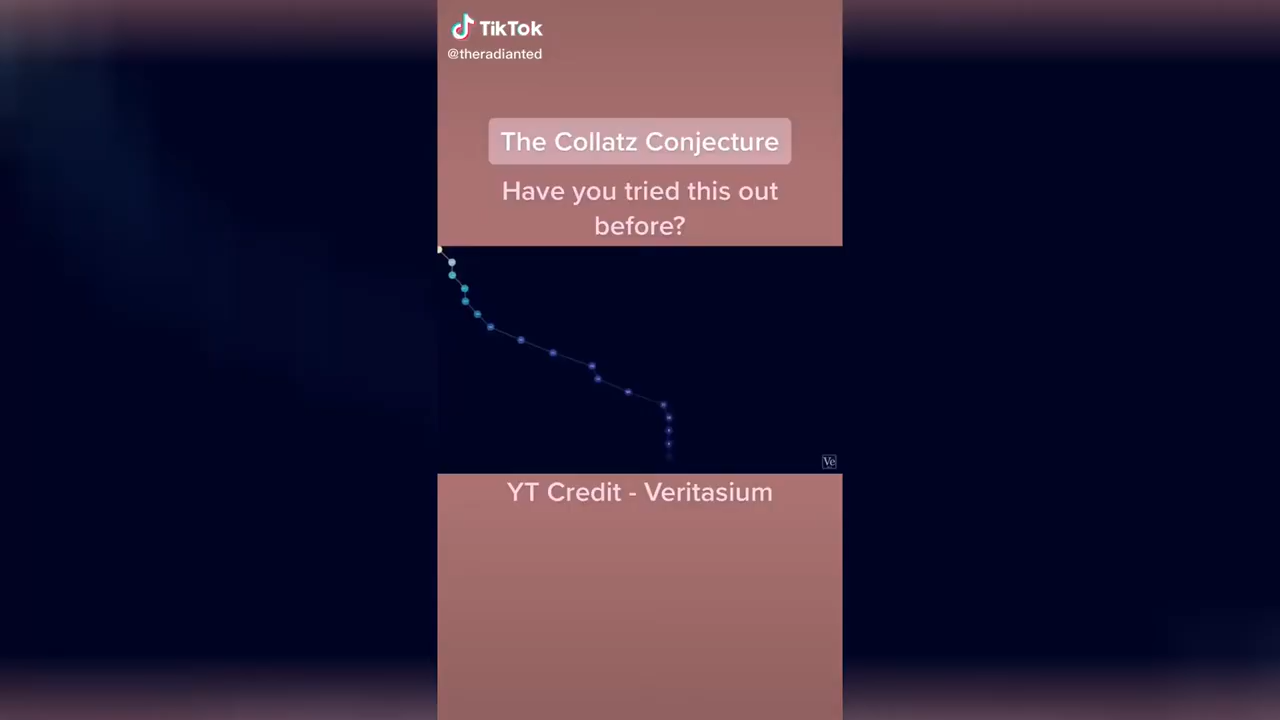 TikTok
@theradianted
The Collatz Conjecture
Have you tried this out
before?
Ve
YT Credit - Veritasium